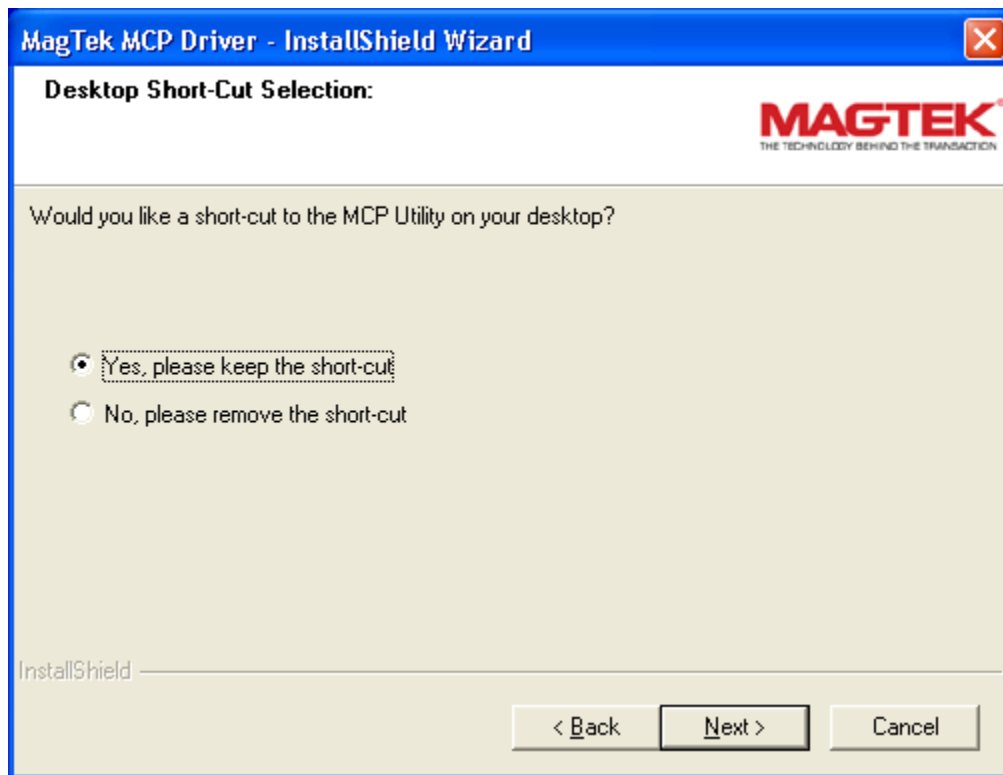 MagTek MCP Driver - InstallShield Wizard
Desktop Short-Cut Selection:
MAGTEK®
THE TECHNOLOGY BEHIND THE TRANSACTION
Would you like a short-cut to the MCP Utility on your desktop?
Yes, please keep the short-cut
No, please remove the short-cut
InstallShield
< Back Next > Cancel